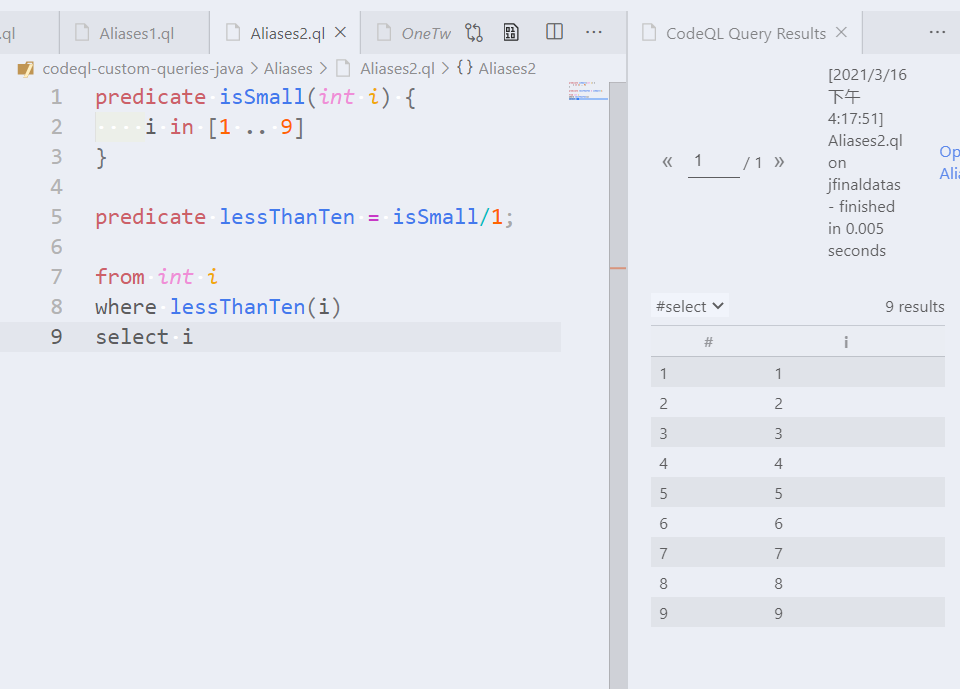 .ql Aliases1.ql Aliases2.ql OneTw
codeql-custom-queries-java > Aliases > Aliases2.ql > {} Aliases2
1 predicate isSmall(int i) {
2 ····i in [1 .. 9]
3 }
4
5 predicate lessThanTen = isSmall/1;
6
7 from int i
8 where lessThanTen(i)
9 select i
CodeQL Query Results
« 1 / 1 »
[2021/3/16
下午
4:17:51]
Aliases2.ql
on
jfinaldatas
- finished
in 0.005
seconds
Op
Alia
#select 9 results
# i
1 1
2 2
3 3
4 4
5 5
6 6
7 7
8 8
9 9